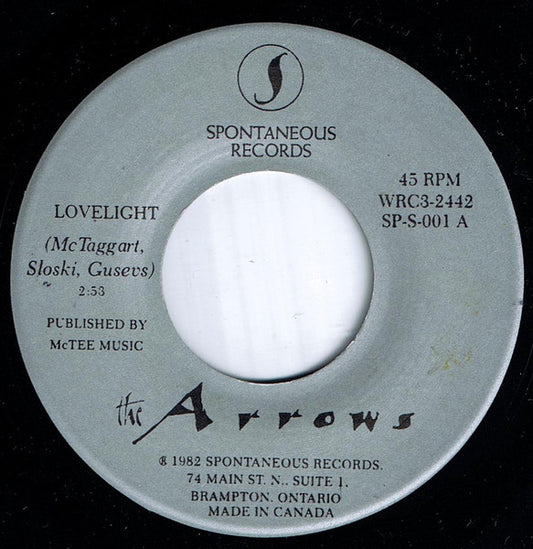 S
SPONTANEOUS
RECORDS
45 RPM
WRC3-2442
SP-S-001 A
LOVELIGHT
(McTaggart,
Sloski, Gusevs)
2:53
PUBLISHED BY
McTEE MUSIC
the Arrows
℗ 1982 SPONTANEOUS RECORDS.
74 MAIN ST. N., SUITE 1,
BRAMPTON, ONTARIO
MADE IN CANADA